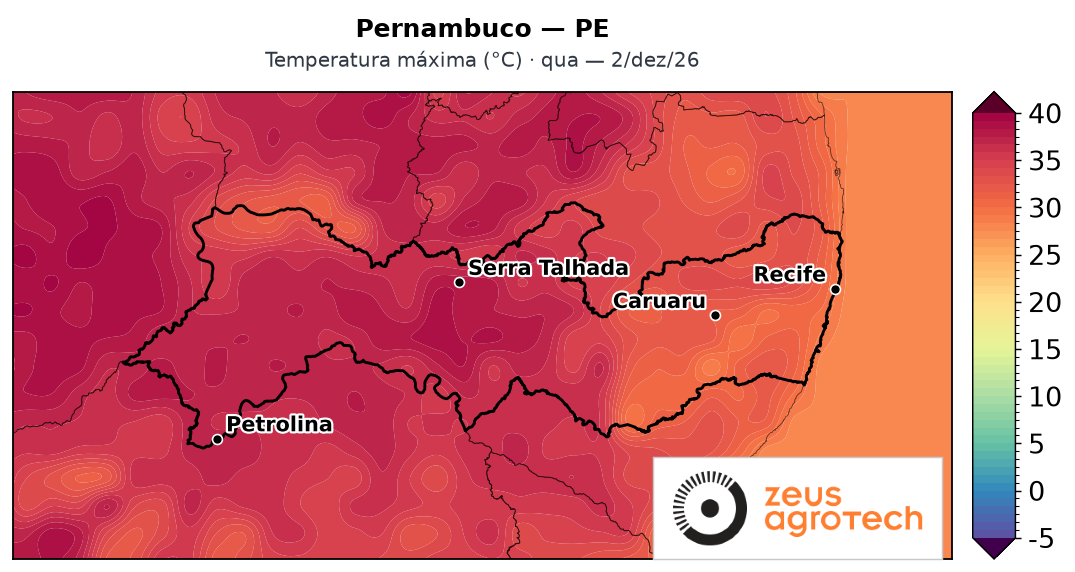 Pernambuco — PE
Temperatura máxima (°C) · qua — 2/dez/26
Serra Talhada
Recife
Caruaru
Petrolina
40
35
30
25
20
15
10
5
0
-5
zeus
agrotech